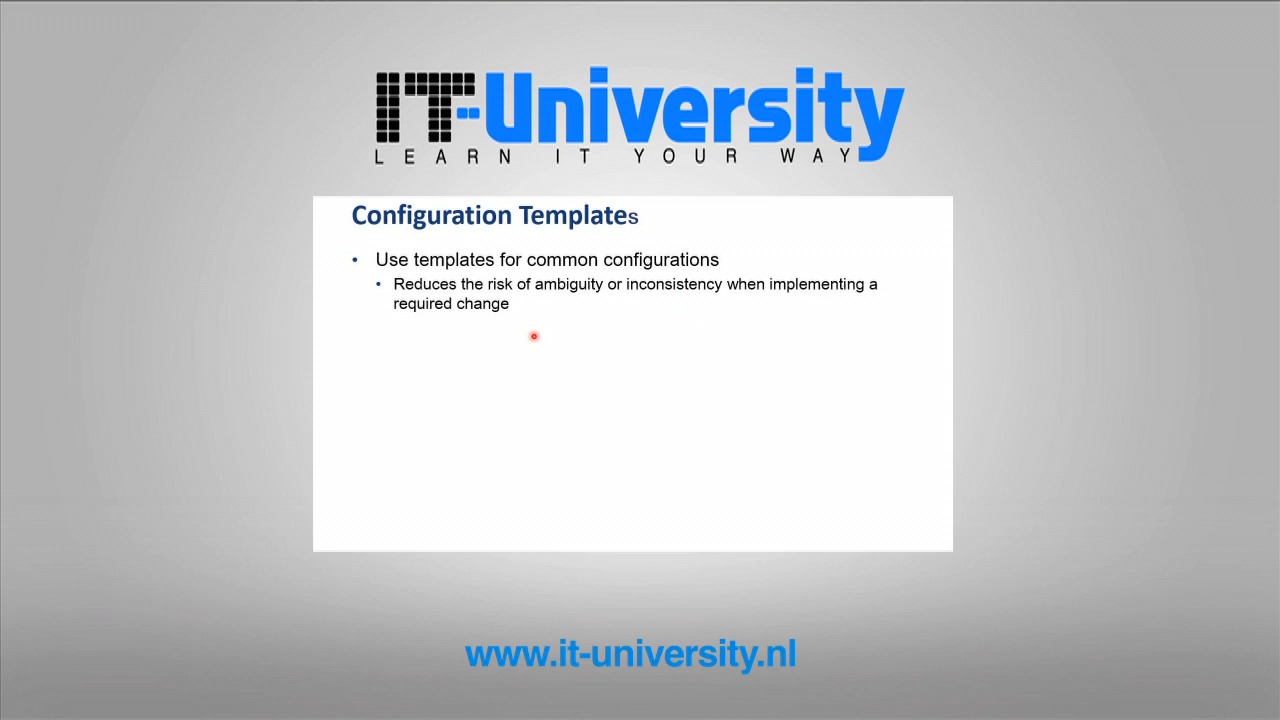 IT-University
LEARN IT YOUR WAY
Configuration Templates
• Use templates for common configurations
• Reduces the risk of ambiguity or inconsistency when implementing a
required change
www.it-university.nl